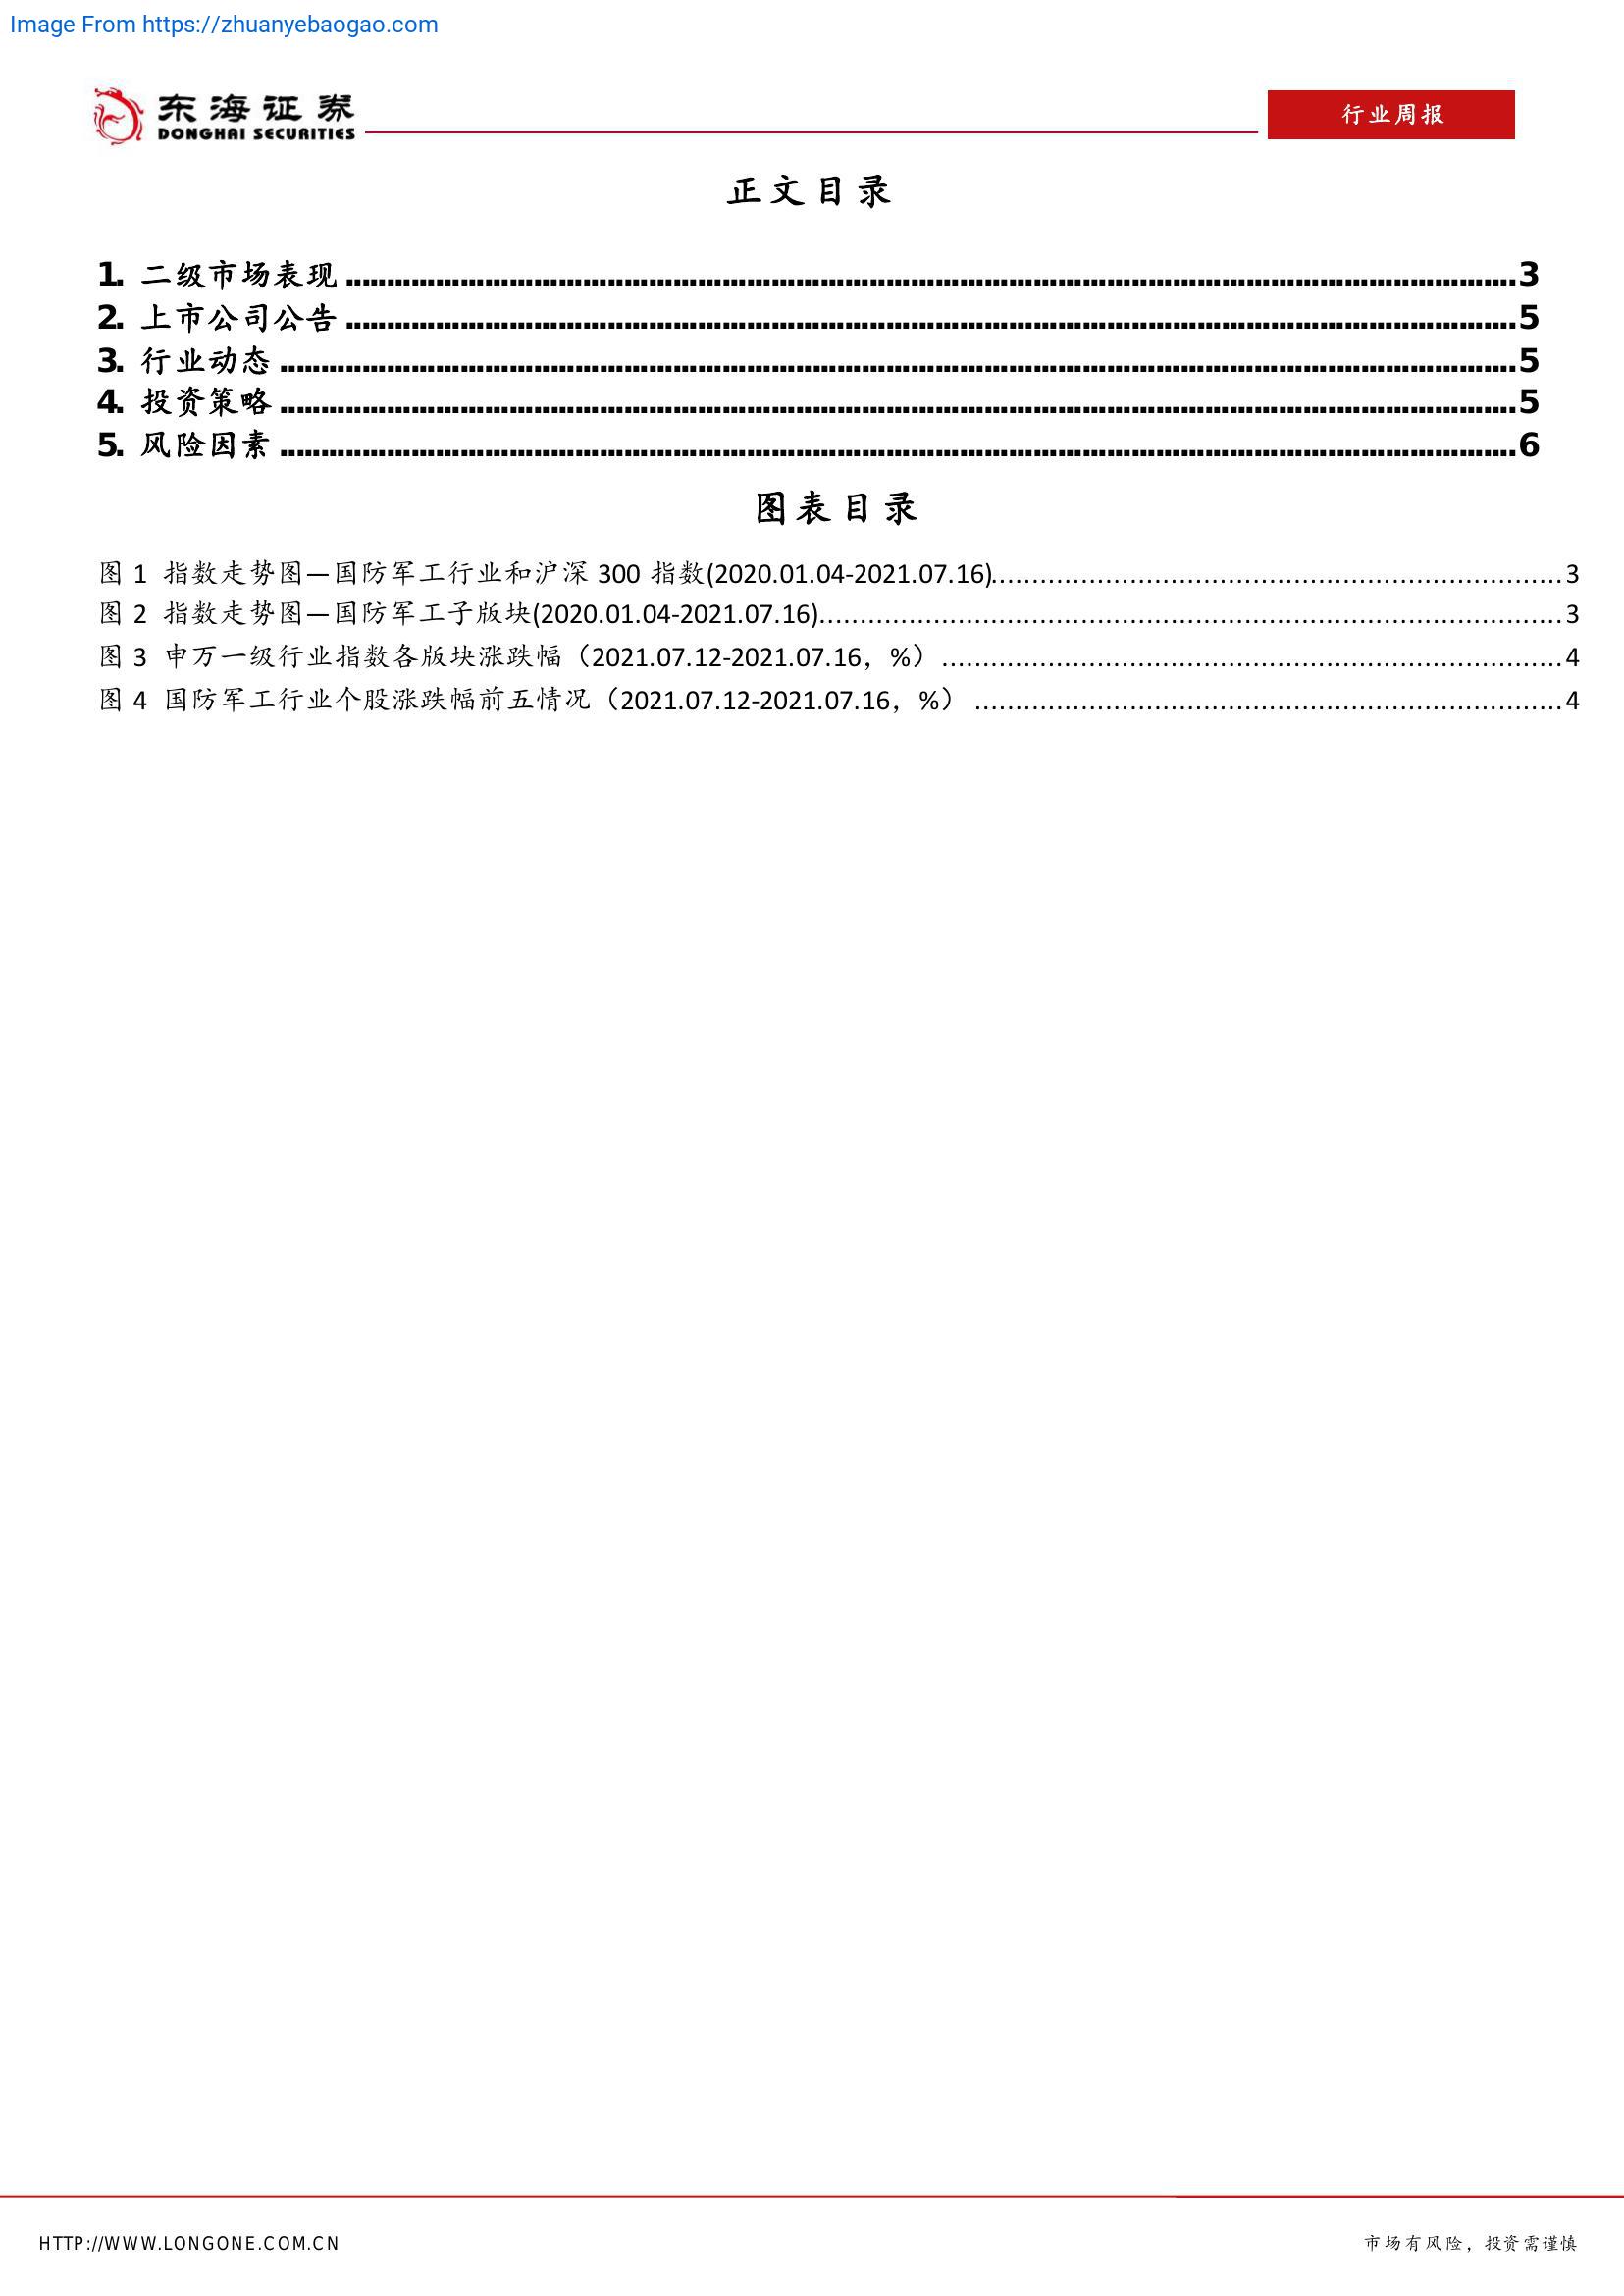 Image From https://zhuanyebaogao.com
东海证券
DONGHAI SECURITIES
行业周报
正文目录
1. 二级市场表现 ........................................ 3
2. 上市公司公告 ........................................ 5
3. 行业动态 ........................................ 5
4. 投资策略 ........................................ 5
5. 风险因素 ........................................ 6
图表目录
图 1 指数走势图—国防军工行业和沪深 300 指数(2020.01.04-2021.07.16)........................................ 3
图 2 指数走势图—国防军工子版块(2020.01.04-2021.07.16)........................................ 3
图 3 申万一级行业指数各版块涨跌幅（2021.07.12-2021.07.16，%）........................................ 4
图 4 国防军工行业个股涨跌幅前五情况（2021.07.12-2021.07.16，%）........................................ 4
HTTP://WWW.LONGONE.COM.CN
市场有风险，投资需谨慎